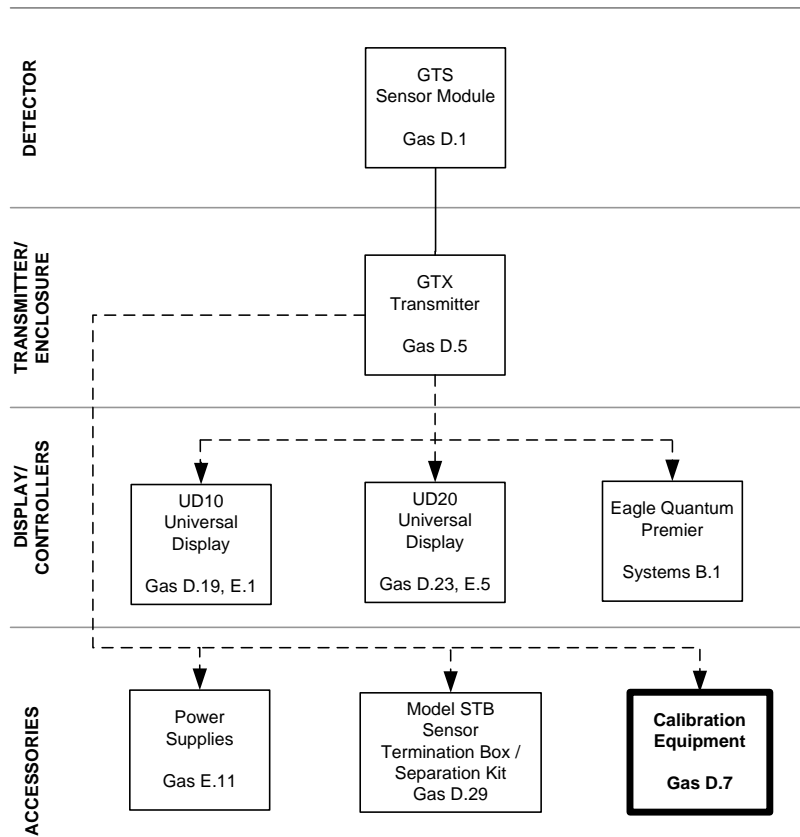 DETECTOR
GTS
Sensor Module
Gas D.1
TRANSMITTER/
ENCLOSURE
GTX
Transmitter
Gas D.5
DISPLAY/
CONTROLLERS
UD10
Universal
Display
Gas D.19, E.1
UD20
Universal
Display
Gas D.23, E.5
Eagle Quantum
Premier
Systems B.1
ACCESSORIES
Power
Supplies
Gas E.11
Model STB
Sensor
Termination Box /
Separation Kit
Gas D.29
Calibration
Equipment
Gas D.7